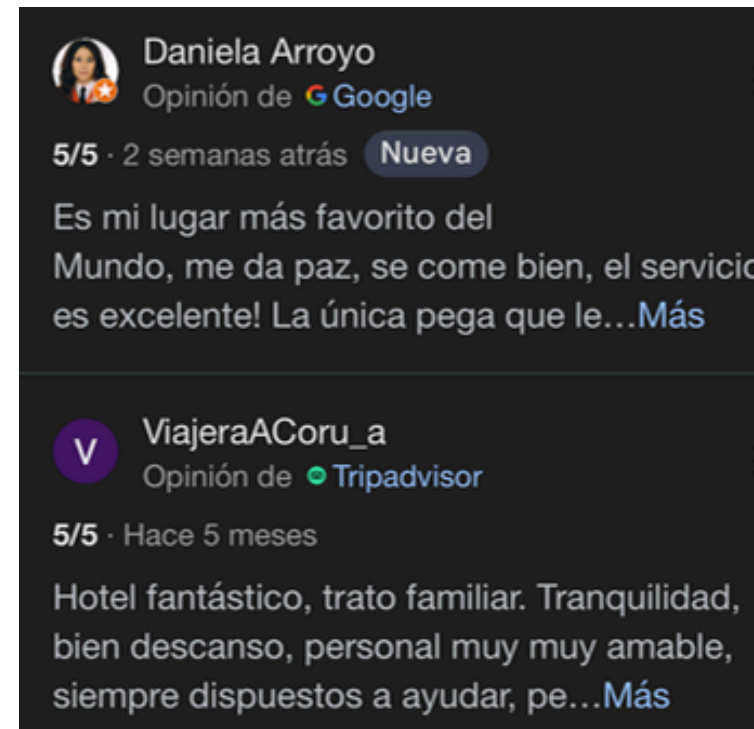 Daniela Arroyo
Opinión de Google
5/5 · 2 semanas atrás Nueva
Es mi lugar más favorito del
Mundo, me da paz, se come bien, el servicio
es excelente! La única pega que le...Más
V
ViajeraACoru_a
Opinión de Tripadvisor
5/5 · Hace 5 meses
Hotel fantástico, trato familiar. Tranquilidad,
bien descanso, personal muy muy amable,
siempre dispuestos a ayudar, pe...Más